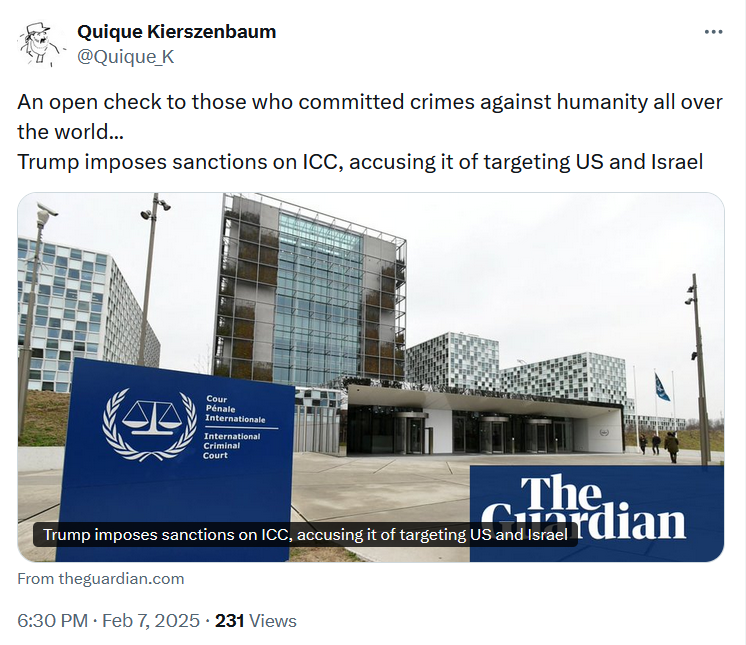 Quique Kierszenbaum
@Quique_K
An open check to those who committed crimes against humanity all over
the world...
Trump imposes sanctions on ICC, accusing it of targeting US and Israel
Cour
Pénale
Internationale
International
Criminal
Court
The
Guardian
Trump imposes sanctions on ICC, accusing it of targeting US and Israel
From theguardian.com
6:30 PM · Feb 7, 2025 · 231 Views